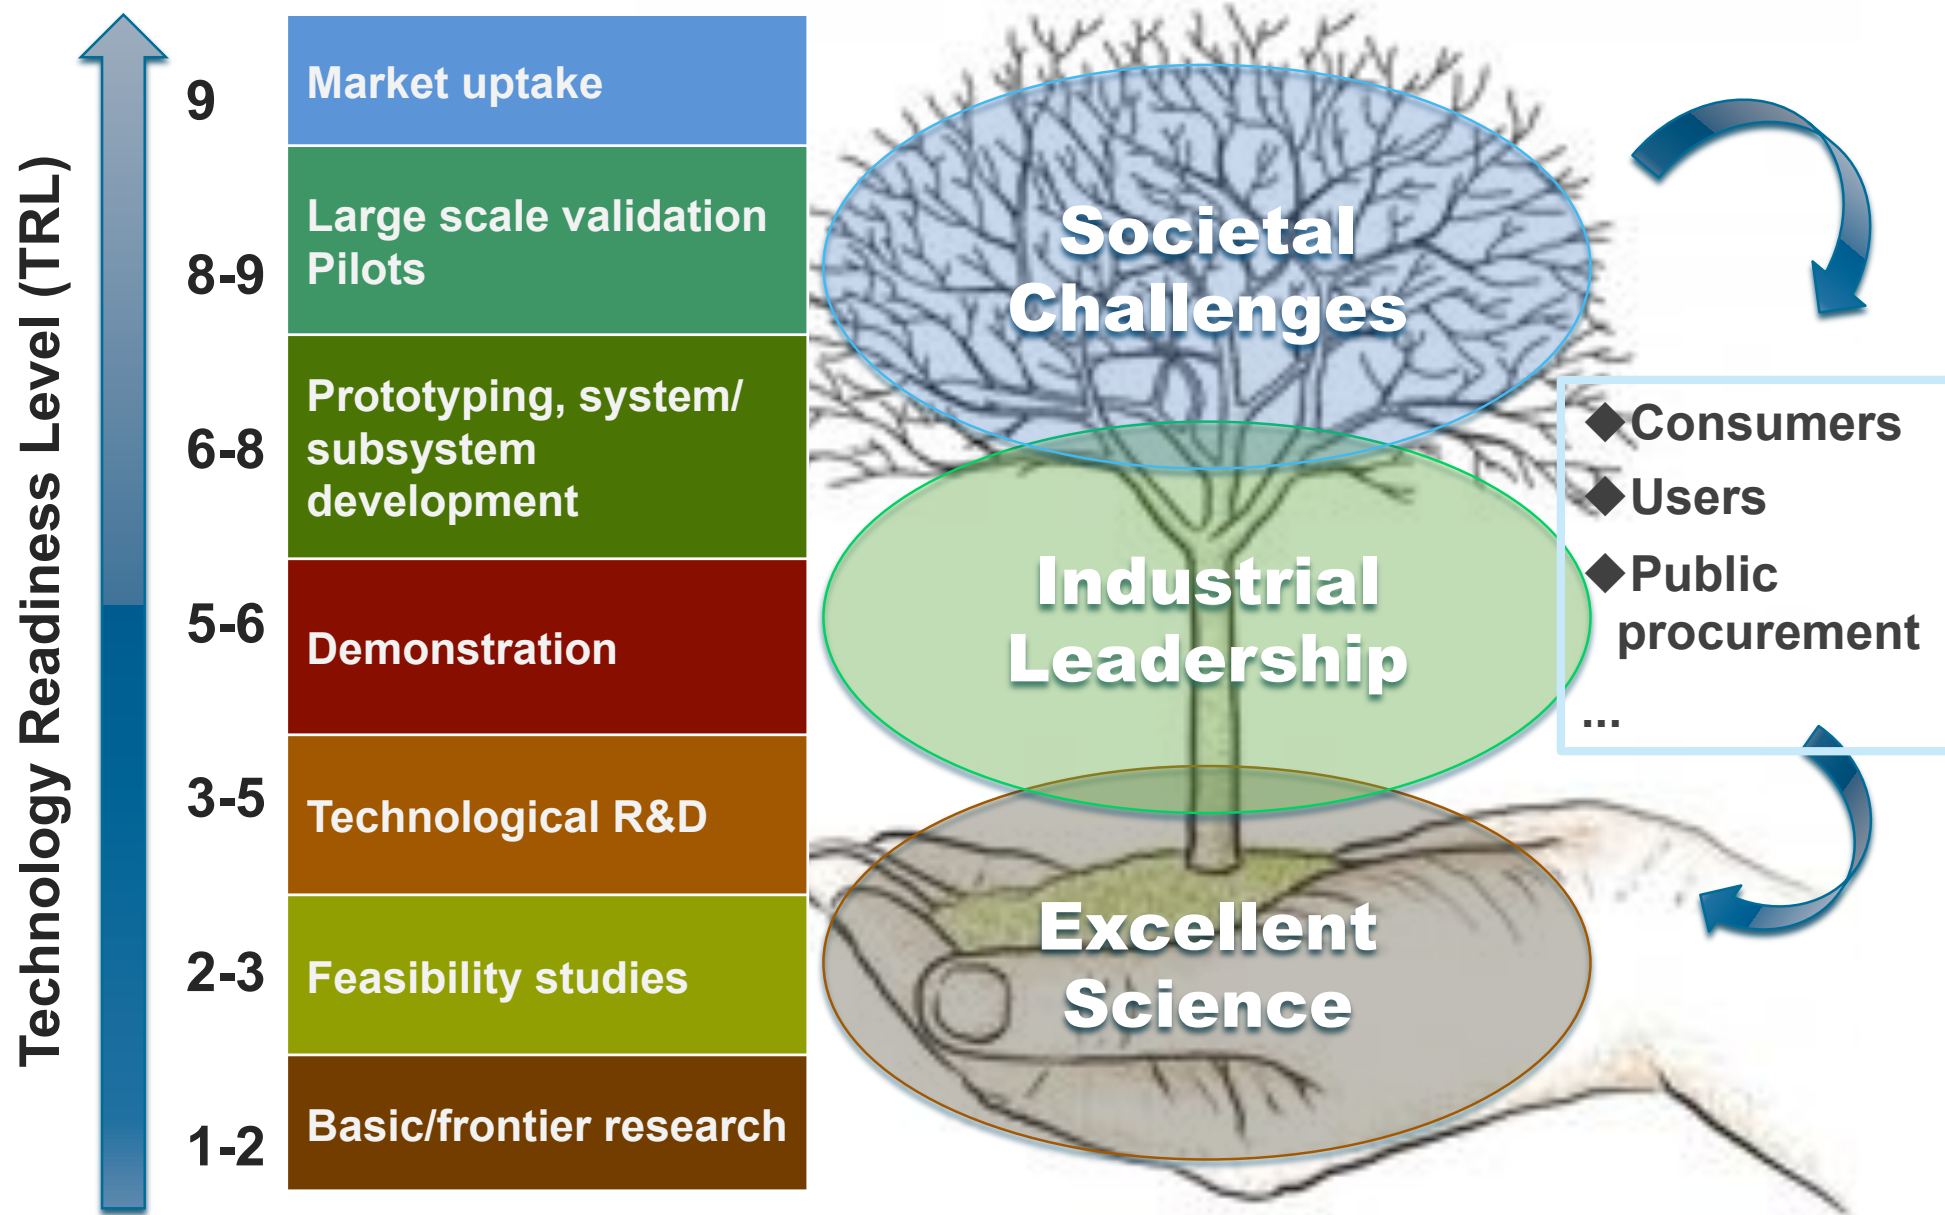 Technology Readiness Level (TRL)
9
Market uptake
8-9
Large scale validation
Pilots
6-8
Prototyping, system/
subsystem
development
5-6
Demonstration
3-5
Technological R&D
2-3
Feasibility studies
1-2
Basic/frontier research
Societal
Challenges
Industrial
Leadership
Excellent
Science
◆Consumers
◆Users
◆Public
procurement
...